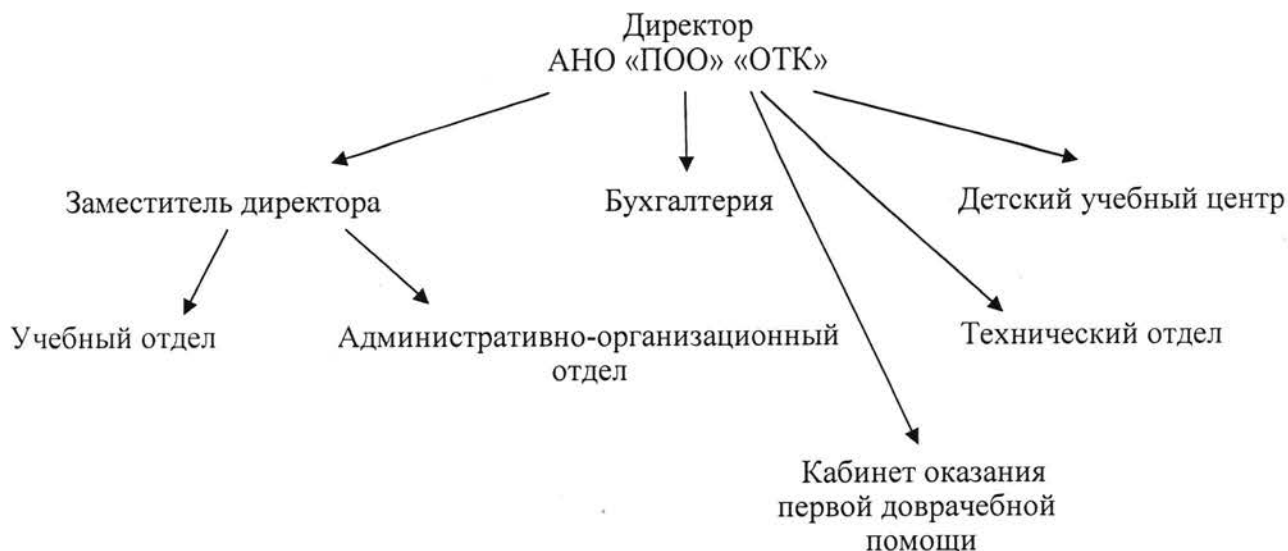 Директор
АНО «ПОО» «ОТК»
Заместитель директора
Бухгалтерия
Детский учебный центр
Учебный отдел
Административно-организационный
отдел
Технический отдел
Кабинет оказания
первой доврачебной
помощи